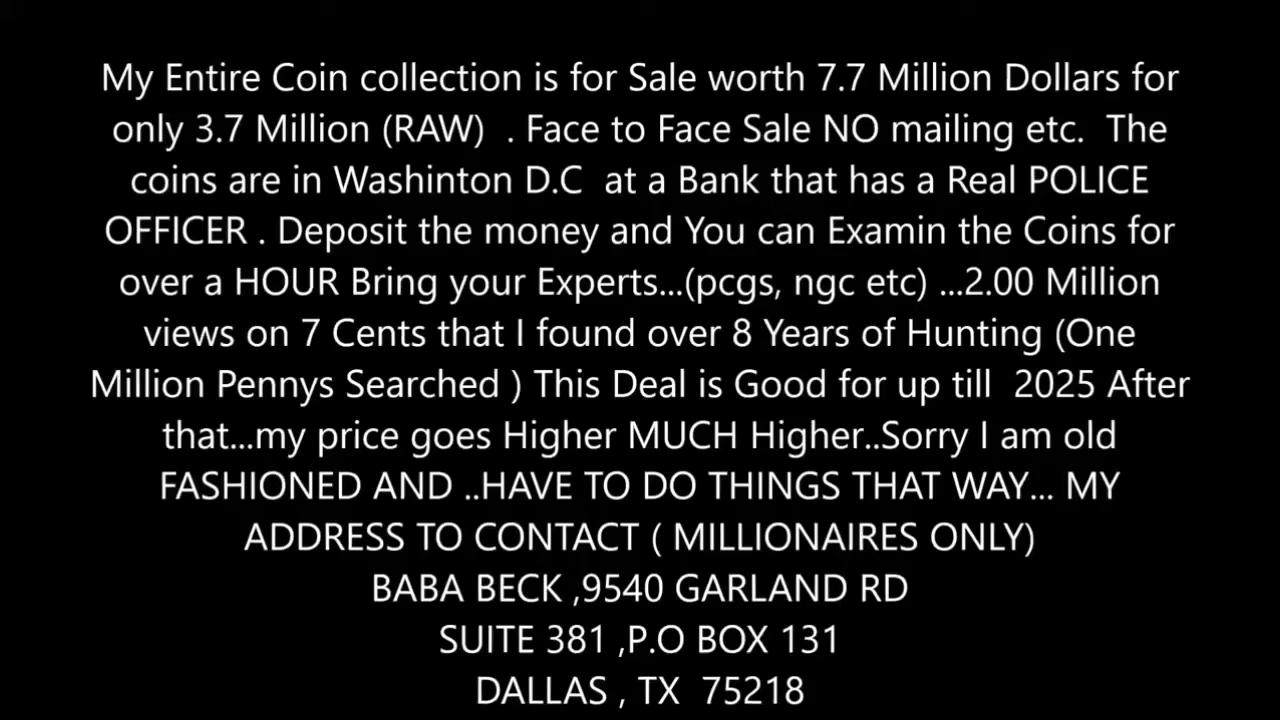 My Entire Coin collection is for Sale worth 7.7 Million Dollars for
only 3.7 Million (RAW)  . Face to Face Sale NO mailing etc.  The
coins are in Washinton D.C  at a Bank that has a Real POLICE
OFFICER . Deposit the money and You can Examin the Coins for
over a HOUR Bring your Experts...(pcgs, ngc etc) ...2.00 Million
views on 7 Cents that I found over 8 Years of Hunting (One
Million Pennys Searched ) This Deal is Good for up till  2025 After
that...my price goes Higher MUCH Higher..Sorry I am old
FASHIONED AND ..HAVE TO DO THINGS THAT WAY... MY
ADDRESS TO CONTACT ( MILLIONAIRES ONLY)
BABA BECK ,9540 GARLAND RD
SUITE 381 ,P.O BOX 131
DALLAS , TX  75218